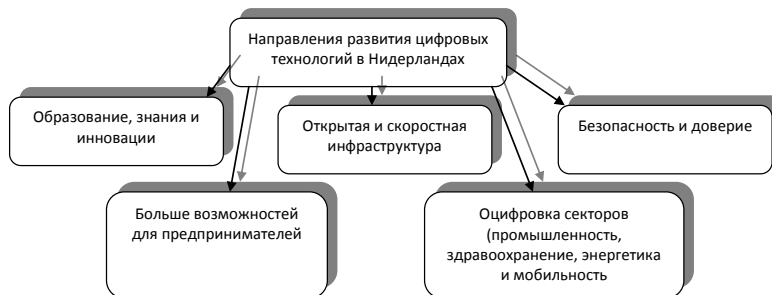 Направления развития цифровых
технологий в Нидерландах
Образование, знания и
инновации
Открытая и скоростная
инфраструктура
Безопасность и доверие
Больше возможностей
для предпринимателей
Оцифровка секторов
(промышленность,
здравоохранение, энергетика
и мобильность